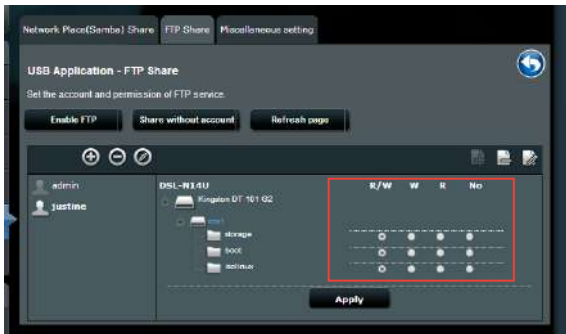 Network Place(Samba) Share FTP Share Miscellaneous setting
USB Application - FTP Share
Set the account and permission of FTP service.
Enable FTP Share without account Refresh page
admin
justine
DSL-N14U R/W W R No
Kingston DT 101 G2
storage
boot
Apply